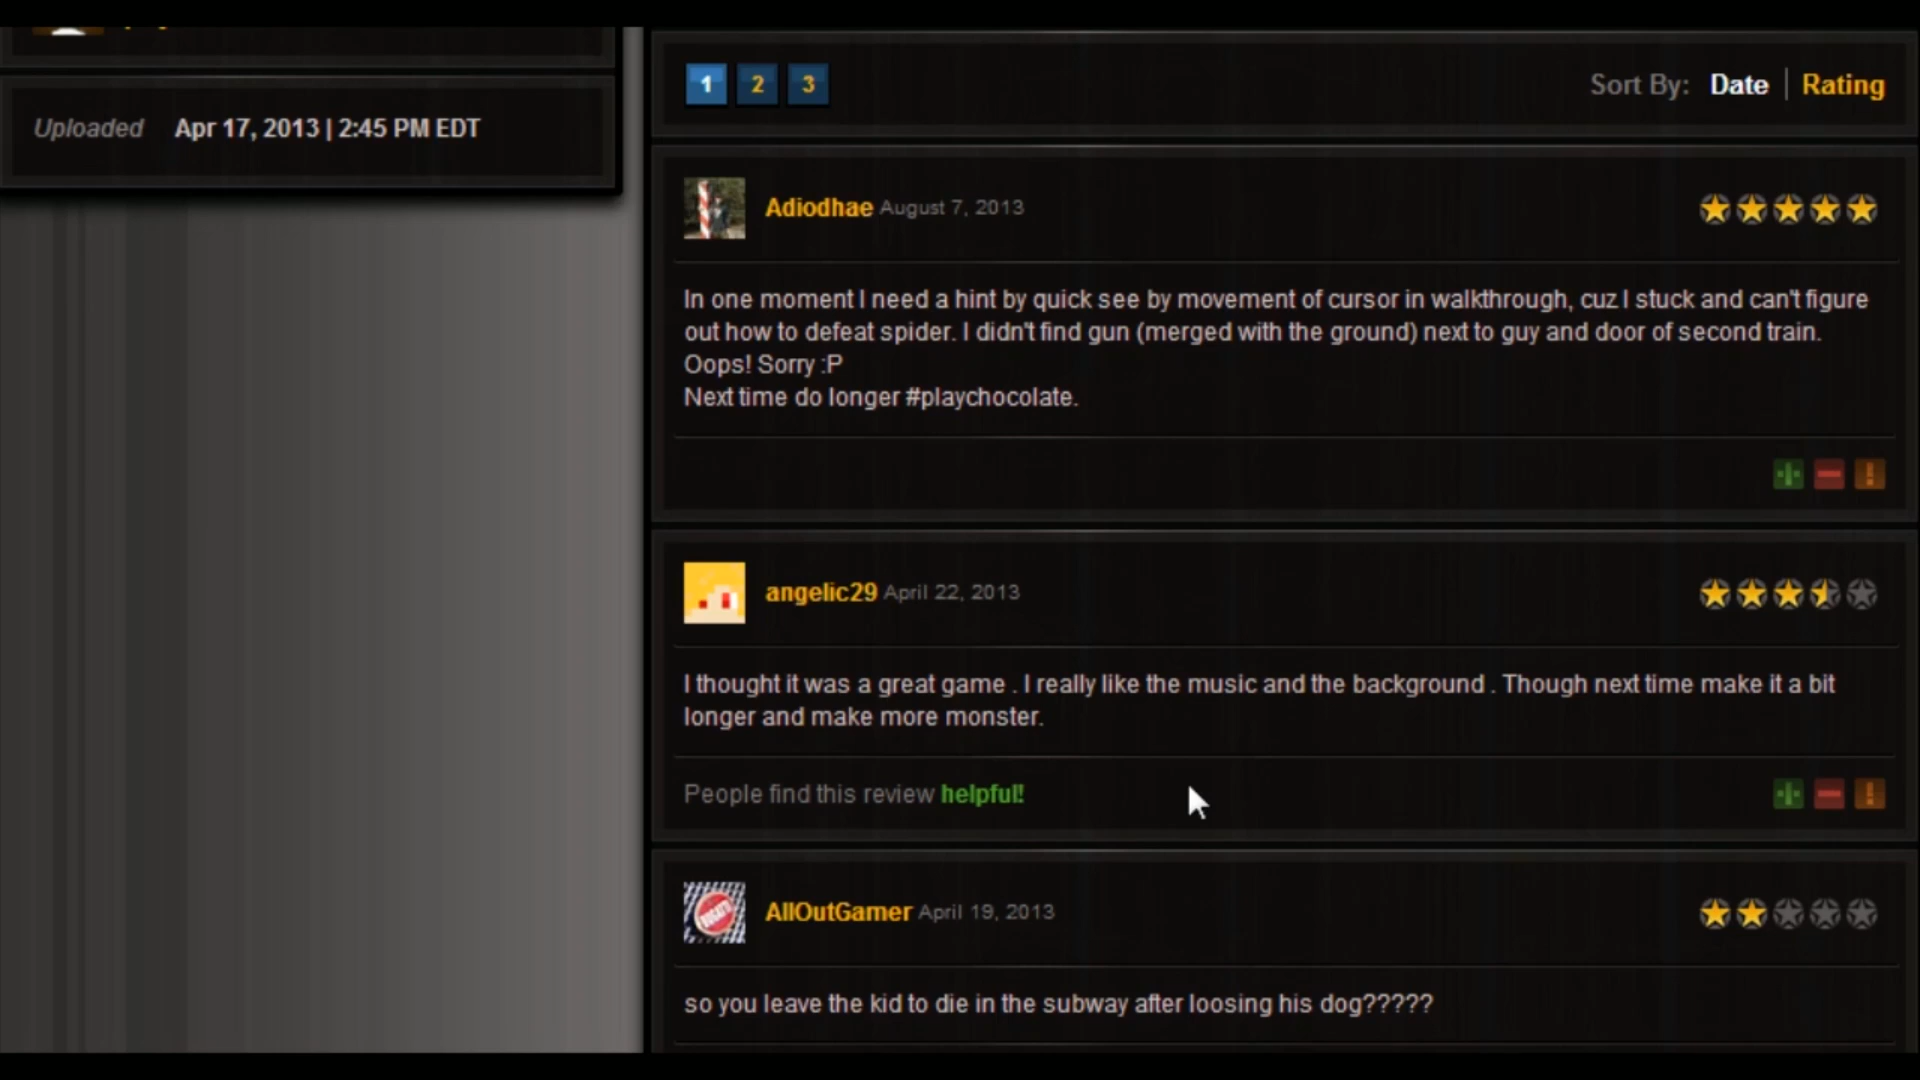 Uploaded Apr 17, 2013 | 2:45 PM EDT
1 2 3
Sort By: Date | Rating
Adiodhae August 7, 2013
In one moment I need a hint by quick see by movement of cursor in walkthrough, cuz I stuck and can't figure
out how to defeat spider. I didn't find gun (merged with the ground) next to guy and door of second train.
Oops! Sorry :P
Next time do longer #playchocolate.
angelic29 April 22, 2013
I thought it was a great game . I really like the music and the background . Though next time make it a bit
longer and make more monster.
People find this review helpful!
AllOutGamer April 19, 2013
so you leave the kid to die in the subway after loosing his dog?????